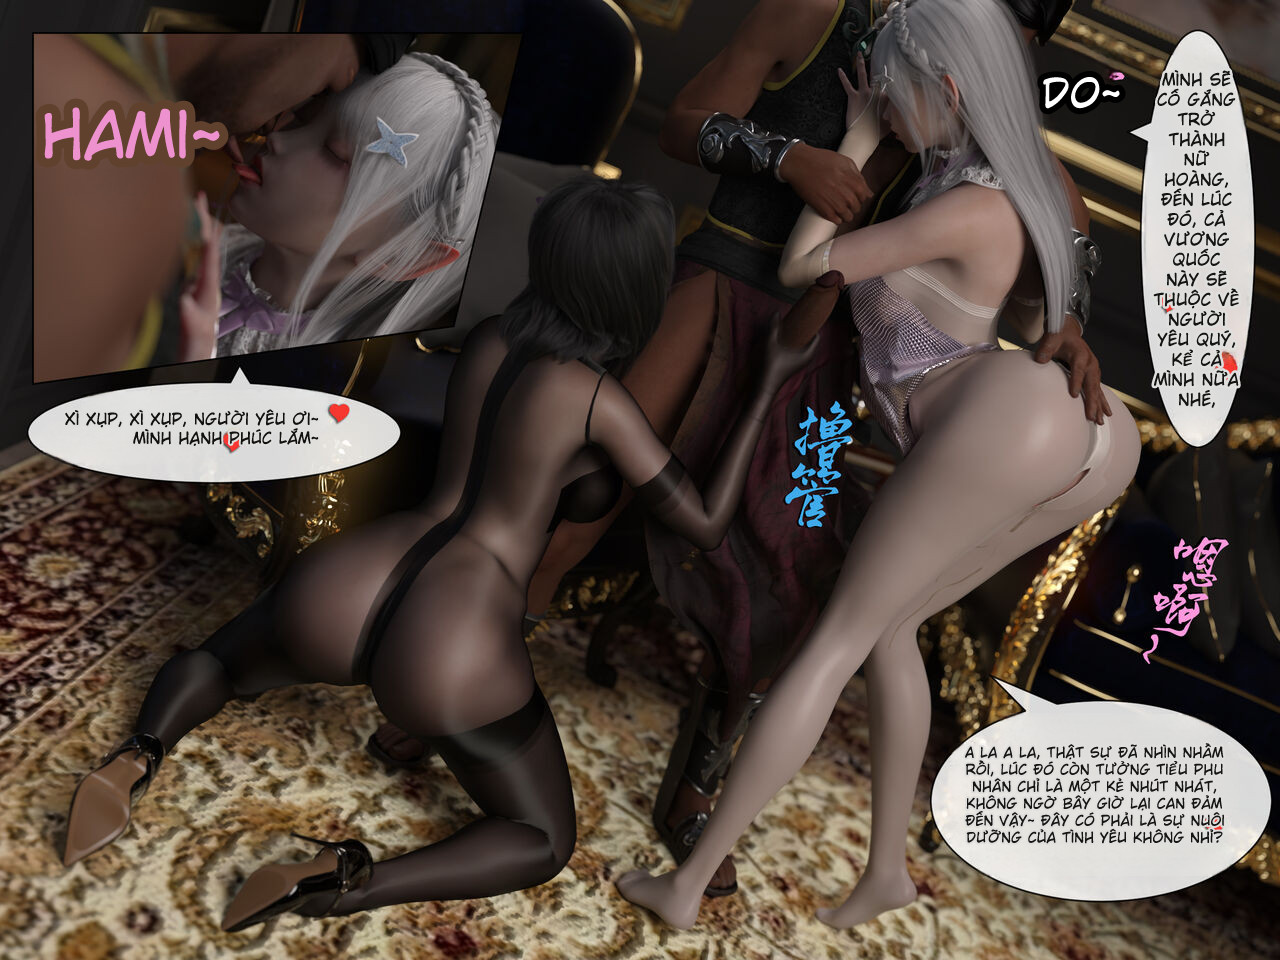 HAMI~
XÌ XỤP, XÌ XỤP, NGƯỜI YÊU ƠI~
MÌNH HẠNH PHÚC LẮM~
DO~
MÌNH SẼ
CỐ GẮNG
TRỞ
THÀNH
NỮ
HOÀNG,
ĐẾN LÚC
ĐÓ, CẢ
VƯƠNG
QUỐC
NÀY SẼ
THUỘC VỀ
NGƯỜI
YÊU QUÝ,
KỂ CẢ
MÌNH NỮA
NHÉ,
撸管
嗯啊~
A LA A LA, THẬT SỰ ĐÃ NHÌN NHẦM
RỒI, LÚC ĐÓ CÒN TƯỞNG TIỂU PHU
NHÂN CHỈ LÀ MỘT KẺ NHÚT NHÁT,
KHÔNG NGỜ BÂY GIỜ LẠI CAN ĐẢM
ĐẾN VẬY~ ĐÂY CÓ PHẢI LÀ SỰ NUÔI
DƯỠNG CỦA TÌNH YÊU KHÔNG NHỈ?